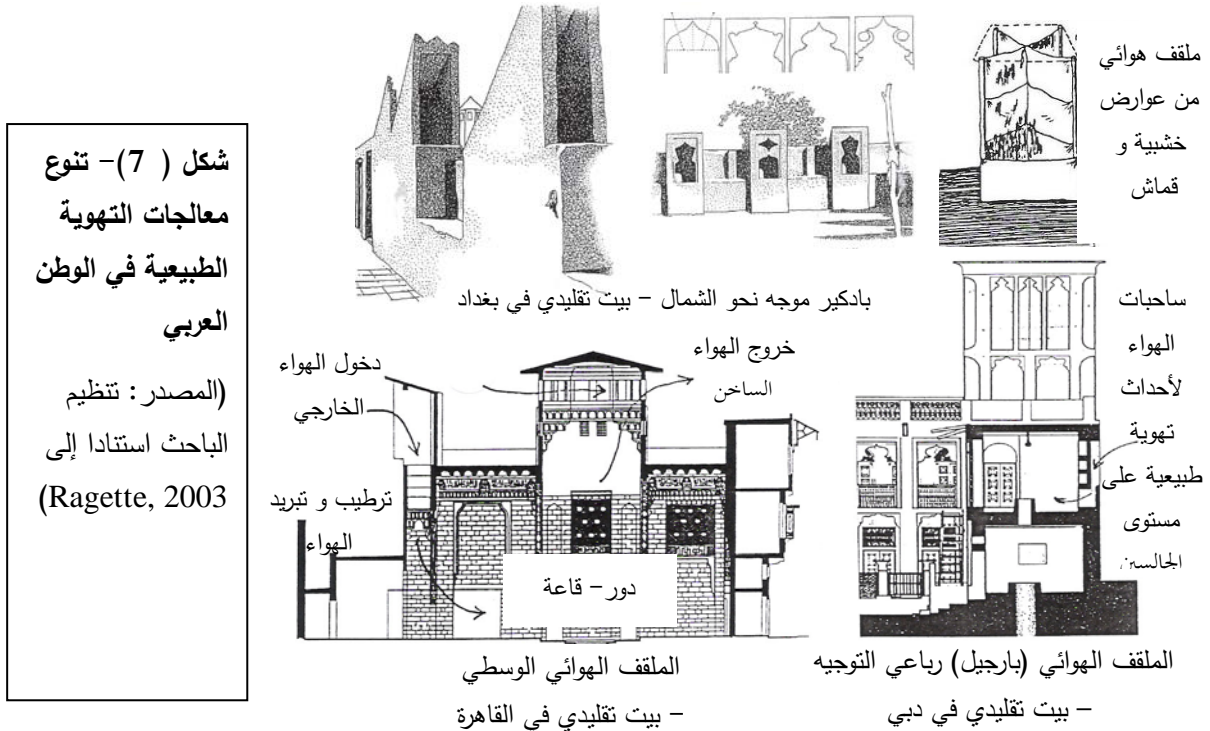 شكل ( 7)- تنوع
معالجات التهوية
الطبيعية في الوطن
العربي
(المصدر: تنظيم
الباحث استنادا إلى
(Ragette, 2003
ملقف هوائي
من عوارض
خشبية و
قماش
بادكير موجه نحو الشمال – بيت تقليدي في بغداد
ساحبات
الهواء
لأحداث
تهوية
طبيعية على
مستوى
الجالسين
خروج الهواء
الساخن
دخول الهواء
الخارجي
ترطيب و تبريد
الهواء
دور- قاعة
الملقف الهوائي الوسطي
– بيت تقليدي في القاهرة
الملقف الهوائي (بارجيل) رباعي التوجيه
– بيت تقليدي في دبي